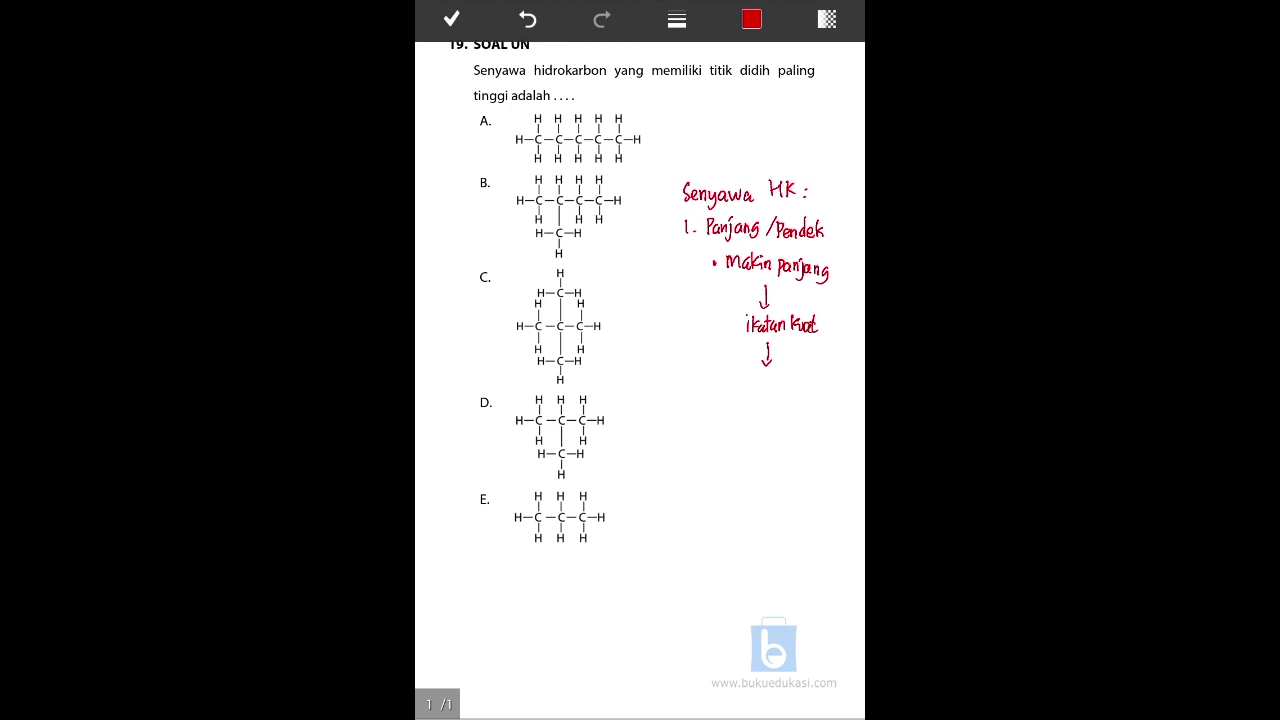 19. SOAL UN
Senyawa hidrokarbon yang memiliki titik didih paling
tinggi adalah . . . .
A.
H H H H H
H–C–C–C–C–C–H
H H H H H
B.
H H H H
H–C–C–C–C–H
H H H
H–C–H
H
C.
H
H–C–H
H H
H–C–C–C–H
H H
H–C–H
H
D.
H H H
H–C–C–C–H
H H
H–C–H
H
E.
H H H
H–C–C–C–H
H H H
Senyawa HK :
1. Panjang /Pendek
• Makin panjang
↓
ikatan kuat
↓
b
www.bukuedukasi.com
1 /1